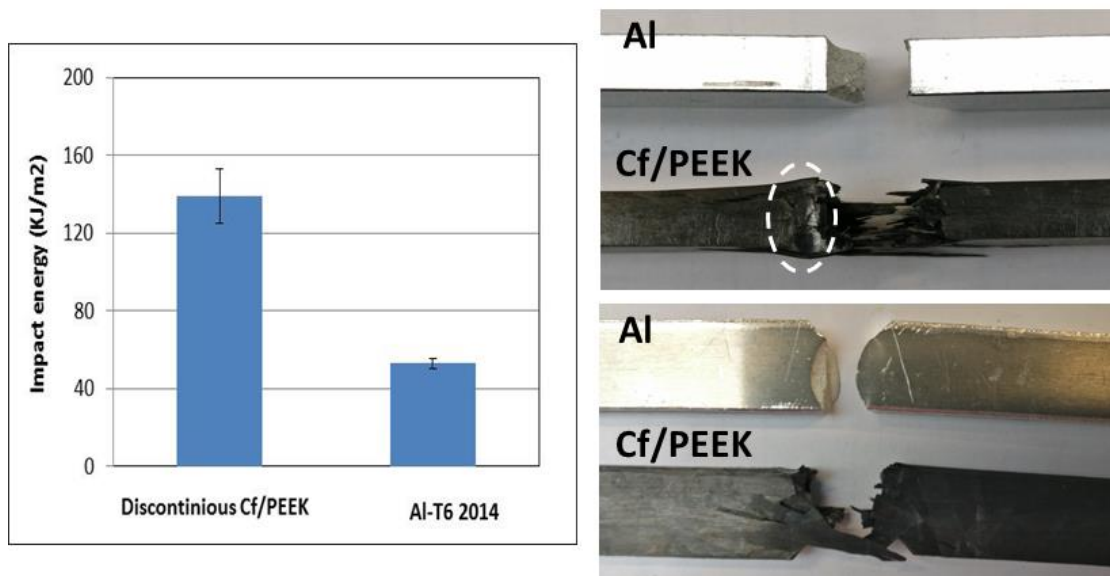 200
160
120
80
40
0
Impact energy (KJ/m2)
Discontinious Cf/PEEK
Al-T6 2014
Al
Cf/PEEK
Al
Cf/PEEK